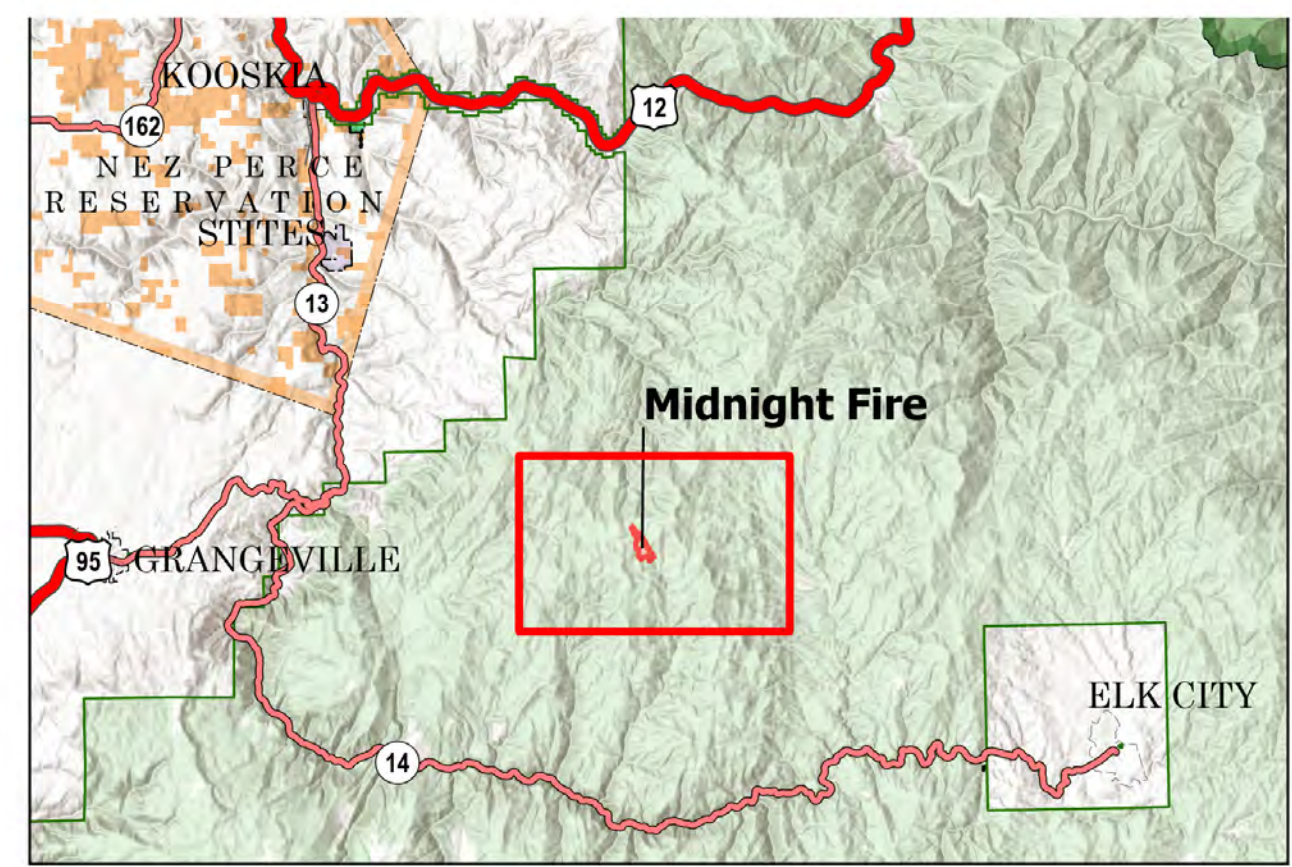 KOOSKIA
12
162
NEZ PERCE
RESERVATION
STITES
13
Midnight Fire
95
GRANGEVILLE
ELK CITY
14